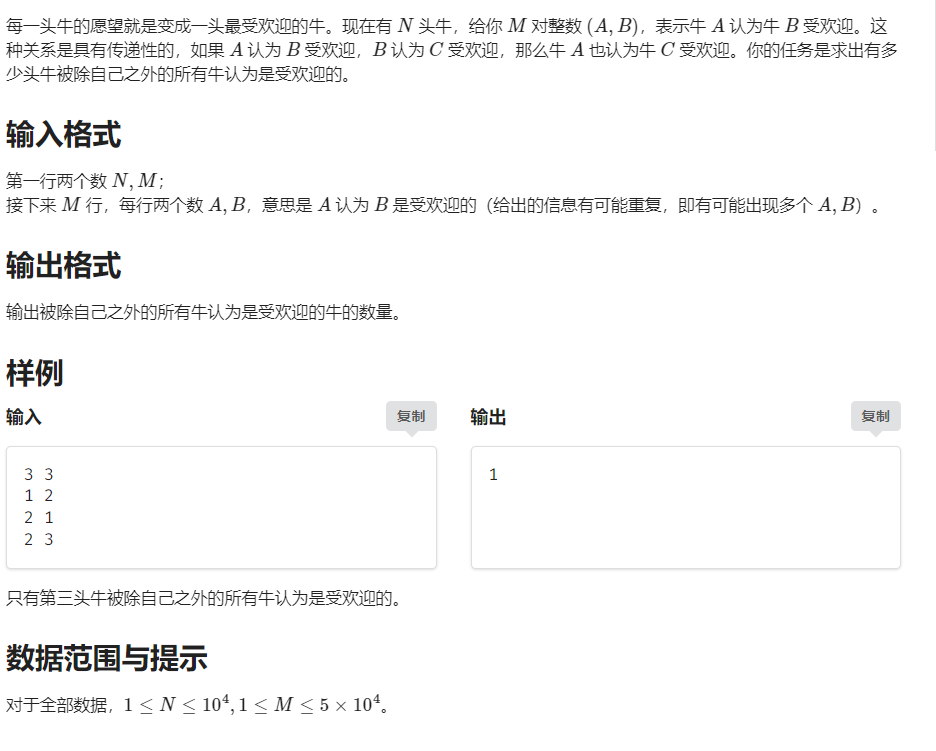 每一头牛的愿望就是变成一头最受欢迎的牛。现在有 N 头牛，给你 M 对整数 (A, B)，表示牛 A 认为牛 B 受欢迎。这
种关系是具有传递性的，如果 A 认为 B 受欢迎，B 认为 C 受欢迎，那么牛 A 也认为牛 C 受欢迎。你的任务是求出有多
少头牛被除自己之外的所有牛认为是受欢迎的。
输入格式
第一行两个数 N, M；
接下来 M 行，每行两个数 A, B，意思是 A 认为 B 是受欢迎的（给出的信息有可能重复，即有可能出现多个 A, B）。
输出格式
输出被除自己之外的所有牛认为是受欢迎的牛的数量。
样例
输入
复制
3 3
1 2
2 1
2 3
输出
复制
1
只有第三头牛被除自己之外的所有牛认为是受欢迎的。
数据范围与提示
对于全部数据，1 ≤ N ≤ 10⁴, 1 ≤ M ≤ 5 × 10⁴。